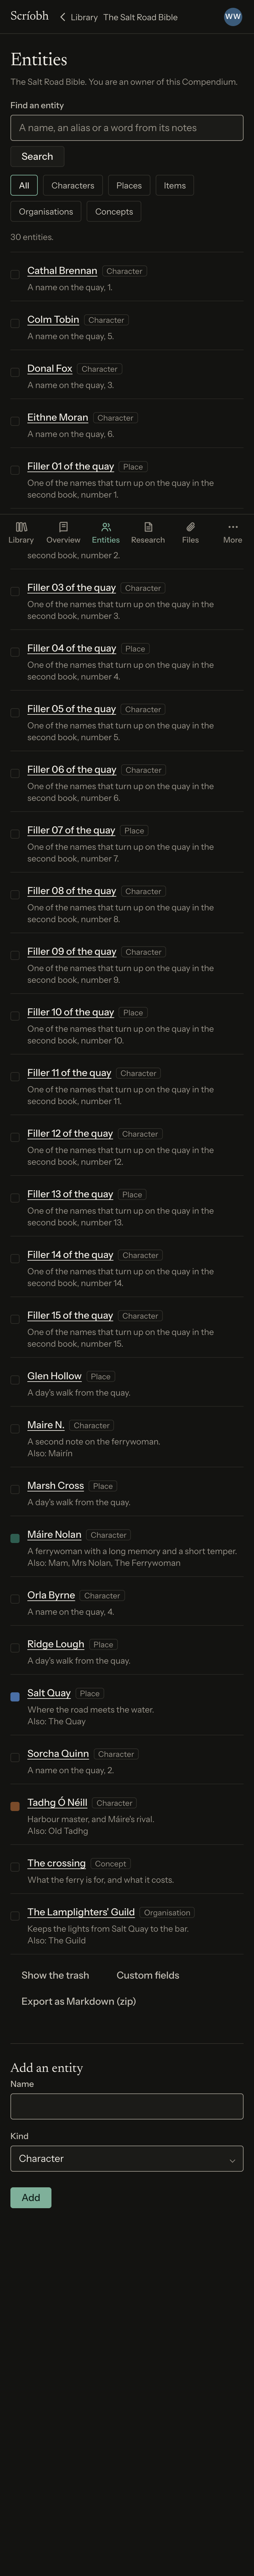 Scríobh
Library The Salt Road Bible
WW
Entities
The Salt Road Bible. You are an owner of this Compendium.
Find an entity
A name, an alias or a word from its notes
Search
All Characters Places Items
Organisations Concepts
30 entities.
Cathal Brennan Character
A name on the quay, 1.
Colm Tobin Character
A name on the quay, 5.
Donal Fox Character
A name on the quay, 3.
Eithne Moran Character
A name on the quay, 6.
Filler 01 of the quay Place
One of the names that turn up on the quay in the
second book, number 1.
Library Overview Entities Research Files More
second book, number 2.
Filler 03 of the quay Character
One of the names that turn up on the quay in the
second book, number 3.
Filler 04 of the quay Place
One of the names that turn up on the quay in the
second book, number 4.
Filler 05 of the quay Character
One of the names that turn up on the quay in the
second book, number 5.
Filler 06 of the quay Character
One of the names that turn up on the quay in the
second book, number 6.
Filler 07 of the quay Place
One of the names that turn up on the quay in the
second book, number 7.
Filler 08 of the quay Character
One of the names that turn up on the quay in the
second book, number 8.
Filler 09 of the quay Character
One of the names that turn up on the quay in the
second book, number 9.
Filler 10 of the quay Place
One of the names that turn up on the quay in the
second book, number 10.
Filler 11 of the quay Character
One of the names that turn up on the quay in the
second book, number 11.
Filler 12 of the quay Character
One of the names that turn up on the quay in the
second book, number 12.
Filler 13 of the quay Place
One of the names that turn up on the quay in the
second book, number 13.
Filler 14 of the quay Character
One of the names that turn up on the quay in the
second book, number 14.
Filler 15 of the quay Character
One of the names that turn up on the quay in the
second book, number 15.
Glen Hollow Place
A day's walk from the quay.
Maire N. Character
A second note on the ferrywoman.
Also: Mairín
Marsh Cross Place
A day's walk from the quay.
Máire Nolan Character
A ferrywoman with a long memory and a short temper.
Also: Mam, Mrs Nolan, The Ferrywoman
Orla Byrne Character
A name on the quay, 4.
Ridge Lough Place
A day's walk from the quay.
Salt Quay Place
Where the road meets the water.
Also: The Quay
Sorcha Quinn Character
A name on the quay, 2.
Tadhg Ó Néill Character
Harbour master, and Máire's rival.
Also: Old Tadhg
The crossing Concept
What the ferry is for, and what it costs.
The Lamplighters' Guild Organisation
Keeps the lights from Salt Quay to the bar.
Also: The Guild
Show the trash Custom fields
Export as Markdown (zip)
Add an entity
Name
Kind
Character
Add